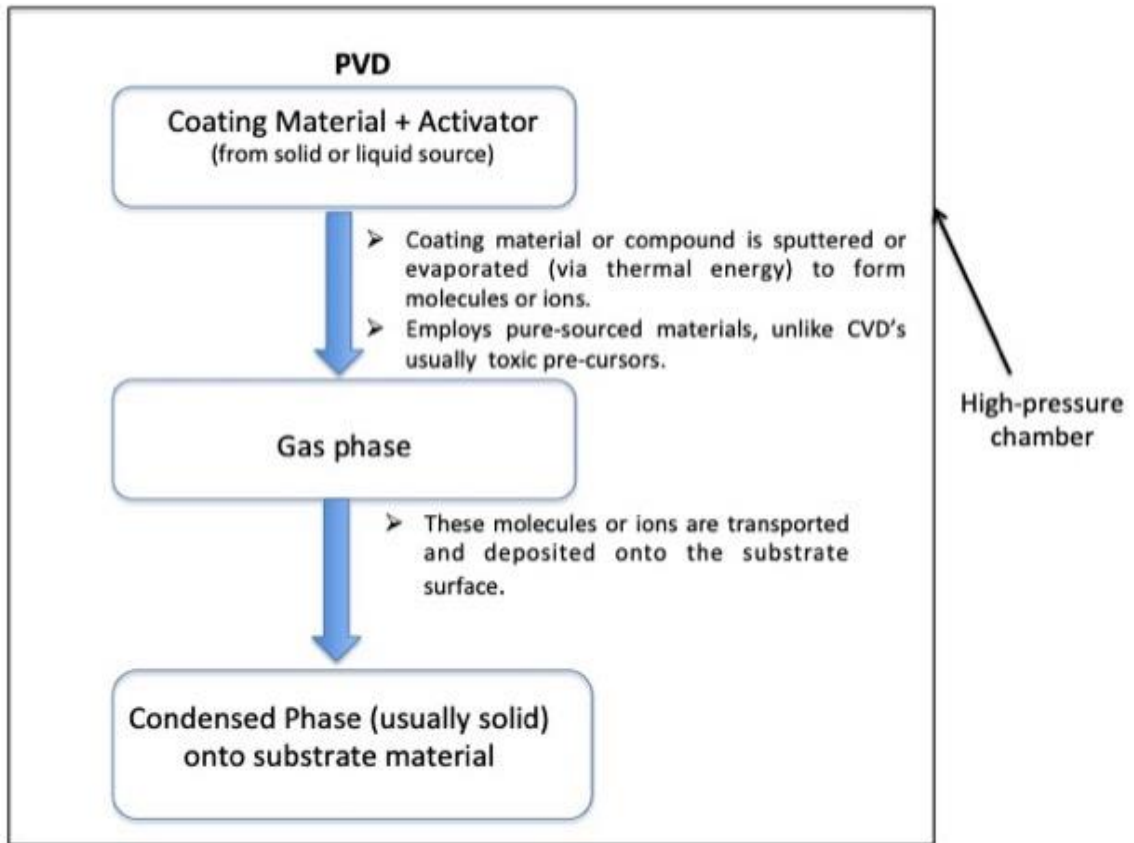 PVD
Coating Material + Activator
(from solid or liquid source)
➤ Coating material or compound is sputtered or
evaporated (via thermal energy) to form
molecules or ions.
➤ Employs pure-sourced materials, unlike CVD's
usually toxic pre-cursors.
High-pressure
chamber
Gas phase
➤ These molecules or ions are transported
and deposited onto the substrate
surface.
Condensed Phase (usually solid)
onto substrate material